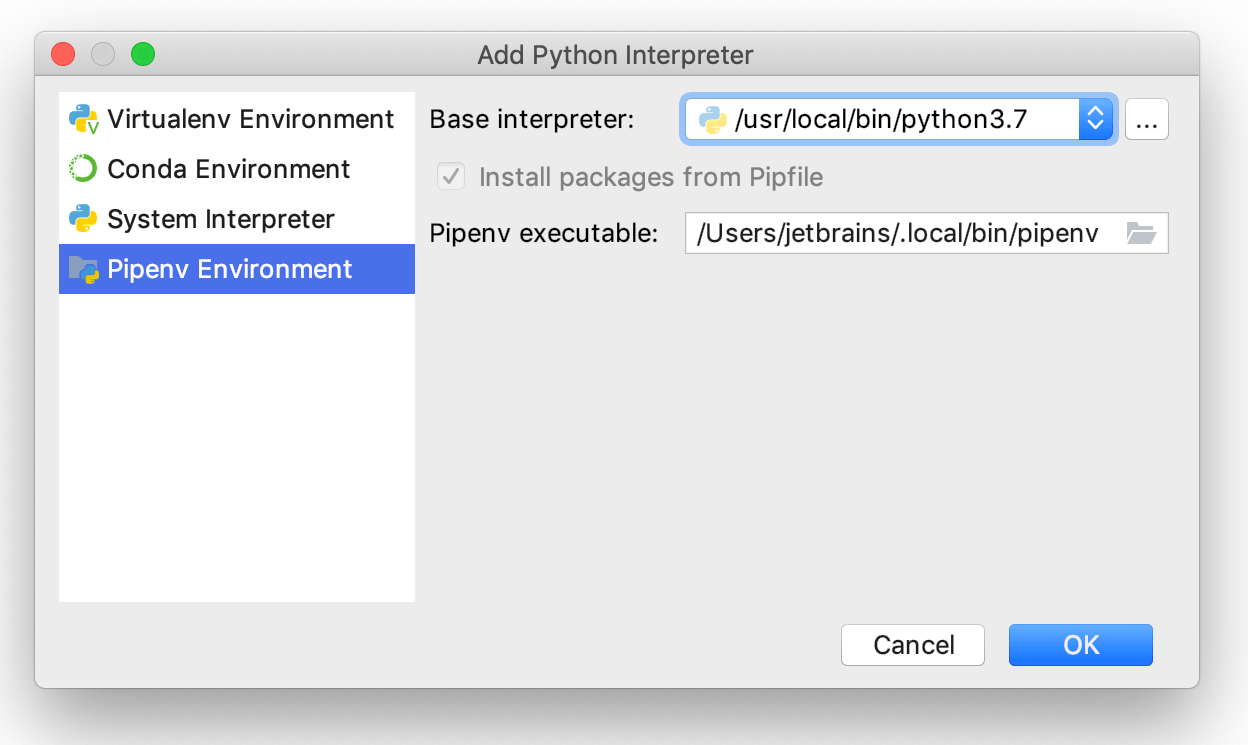 Add Python Interpreter
Virtualenv Environment
Conda Environment
System Interpreter
Pipenv Environment
Base interpreter: /usr/local/bin/python3.7 ...
Install packages from Pipfile
Pipenv executable: /Users/jetbrains/.local/bin/pipenv
Cancel OK